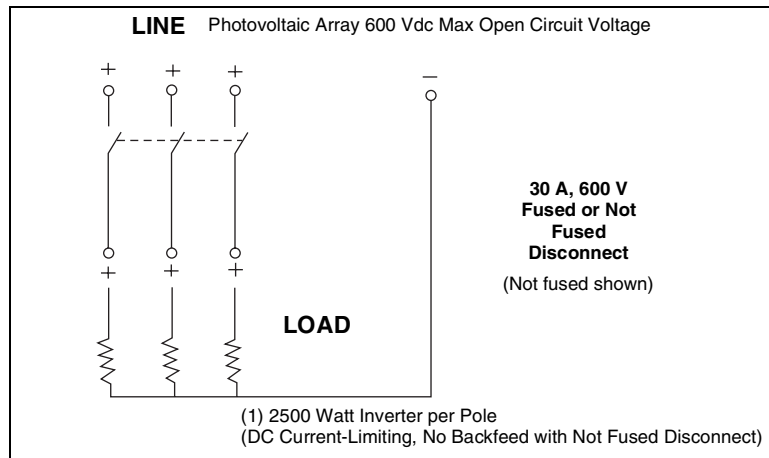 LINE Photovoltaic Array 600 Vdc Max Open Circuit Voltage
+ + + −
+ + +
30 A, 600 V
Fused or Not
Fused
Disconnect
(Not fused shown)
LOAD
(1) 2500 Watt Inverter per Pole
(DC Current-Limiting, No Backfeed with Not Fused Disconnect)